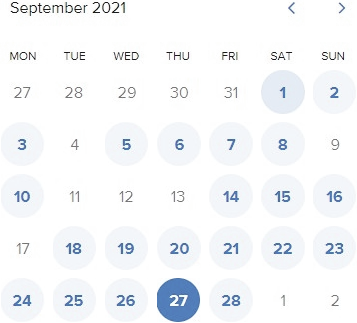 September 2021 < >
MON TUE WED THU FRI SAT SUN
27 28 29 30 31 1 2
3 4 5 6 7 8 9
10 11 12 13 14 15 16
17 18 19 20 21 22 23
24 25 26 27 28 1 2